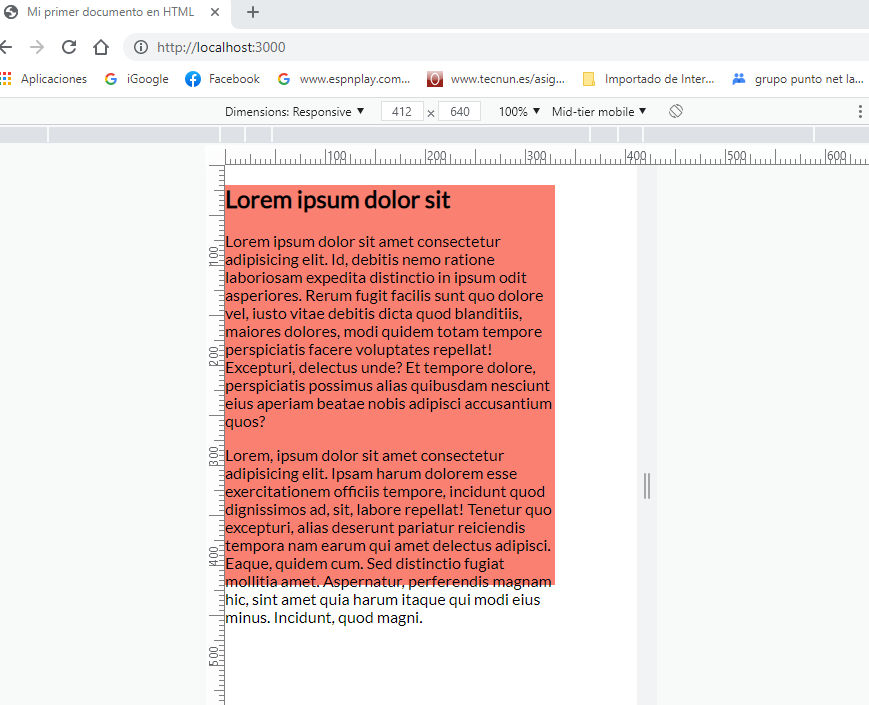 Mi primer documento en HTML
http://localhost:3000
Aplicaciones iGoogle Facebook www.espnplay.com... www.tecnun.es/asig... Importado de Inter... grupo punto net la...
Dimensions: Responsive 412 × 640 100% Mid-tier mobile
100 200 300 400 500 600
Lorem ipsum dolor sit
Lorem ipsum dolor sit amet consectetur
adipisicing elit. Id, debitis nemo ratione
laboriosam expedita distinctio in ipsum odit
asperiores. Rerum fugit facilis sunt quo dolore
vel, iusto vitae debitis dicta quod blanditiis,
maiores dolores, modi quidem totam tempore
perspiciatis facere voluptates repellat!
Excepturi, delectus unde? Et tempore dolore,
perspiciatis possimus alias quibusdam nesciunt
eius aperiam beatae nobis adipisci accusantium
quos?
Lorem, ipsum dolor sit amet consectetur
adipisicing elit. Ipsam harum dolorem esse
exercitationem officiis tempore, incidunt quod
dignissimos ad, sit, labore repellat! Tenetur quo
excepturi, alias deserunt pariatur reiciendis
tempora nam earum qui amet delectus adipisci.
Eaque, quidem cum. Sed distinctio fugiat
mollitia amet. Aspernatur, perferendis magnam
hic, sint amet quia harum itaque qui modi eius
minus. Incidunt, quod magni.
100
200
300
400
500